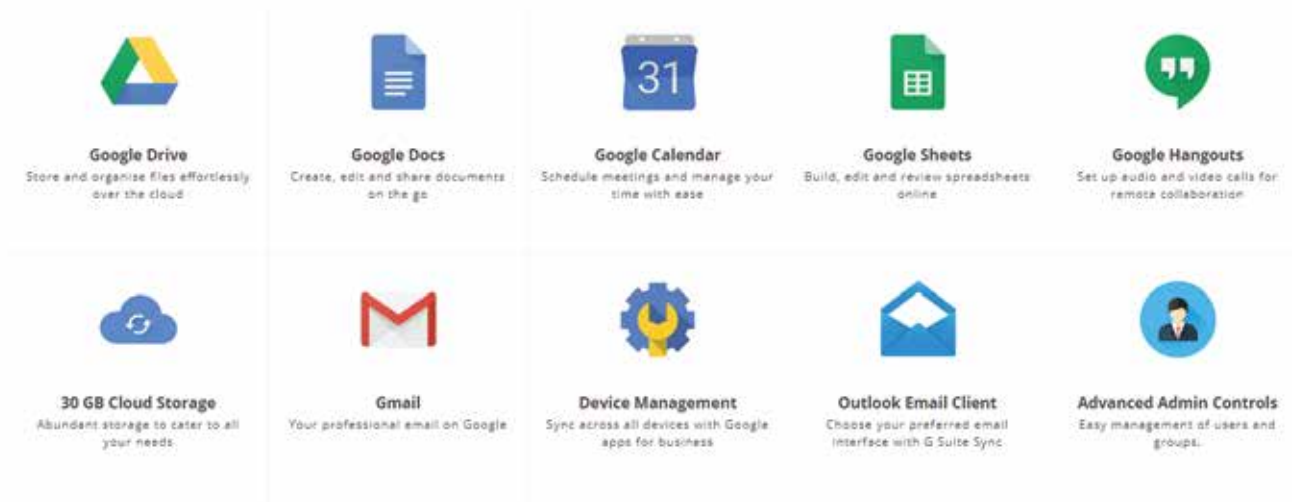 31
Google Drive
Store and organise files effortlessly
over the cloud
Google Docs
Create, edit and share documents
on the go
Google Calendar
Schedule meetings and manage your
time with ease
Google Sheets
Build, edit and review spreadsheets
online
Google Hangouts
Set up audio and video calls for
remote collaboration
30 GB Cloud Storage
Abundant storage to cater to all
your needs
Gmail
Your professional email on Google
Device Management
Sync across all devices with Google
apps for business
Outlook Email Client
Choose your preferred email
interface with G Suite Sync
Advanced Admin Controls
Easy management of users and
groups.